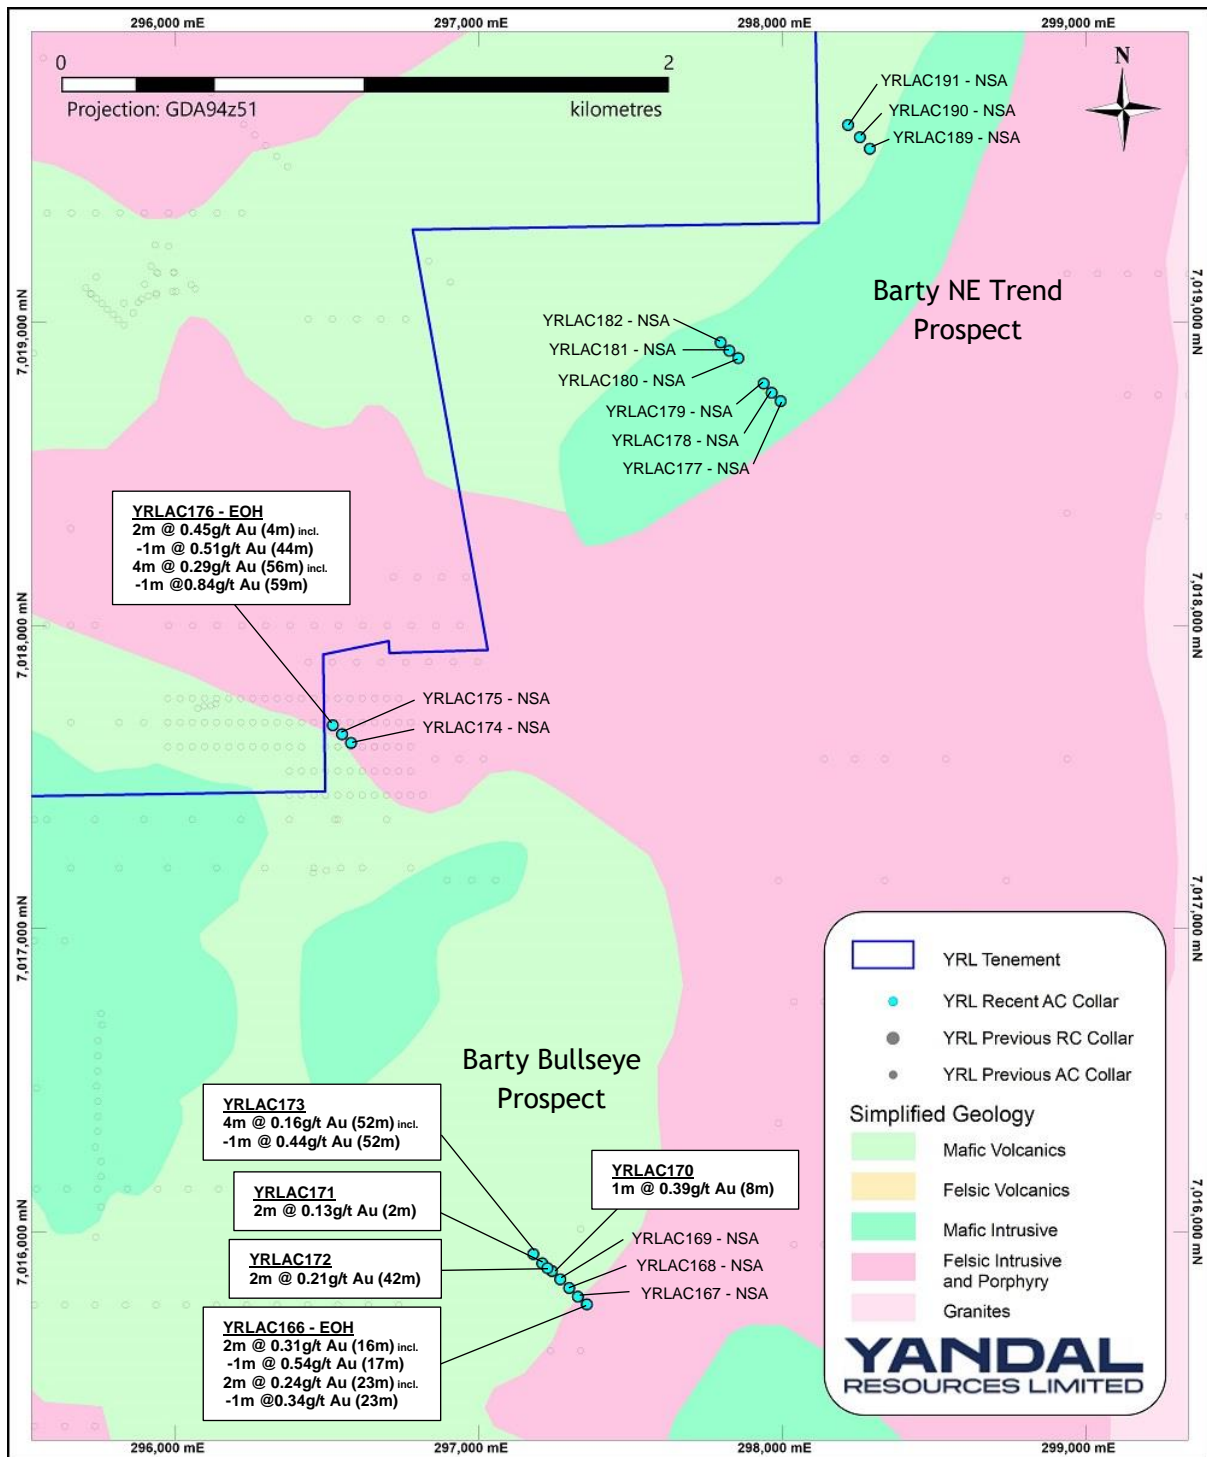 296,000 mE
297,000 mE
298,000 mE
299,000 mE
0
2
Projection: GDA94z51
kilometres
N
YRLAC191 - NSA
YRLAC190 - NSA
YRLAC189 - NSA
Barty NE Trend
Prospect
7,019,000 mN
7,019,000 mN
YRLAC182 - NSA
YRLAC181 - NSA
YRLAC180 - NSA
YRLAC179 - NSA
YRLAC178 - NSA
YRLAC177 - NSA
YRLAC176 - EOH
2m @ 0.45g/t Au (4m) incl.
-1m @ 0.51g/t Au (44m)
4m @ 0.29g/t Au (56m) incl.
-1m @0.84g/t Au (59m)
7,018,000 mN
7,018,000 mN
YRLAC175 - NSA
YRLAC174 - NSA
7,017,000 mN
7,017,000 mN
Barty Bullseye
Prospect
YRLAC173
4m @ 0.16g/t Au (52m) incl.
-1m @ 0.44g/t Au (52m)
YRLAC170
1m @ 0.39g/t Au (8m)
YRLAC171
2m @ 0.13g/t Au (2m)
YRLAC172
2m @ 0.21g/t Au (42m)
7,016,000 mN
7,016,000 mN
YRLAC169 - NSA
YRLAC168 - NSA
YRLAC167 - NSA
YRLAC166 - EOH
2m @ 0.31g/t Au (16m) incl.
-1m @ 0.54g/t Au (17m)
2m @ 0.24g/t Au (23m) incl.
-1m @0.34g/t Au (23m)
YRL Tenement
YRL Recent AC Collar
YRL Previous RC Collar
YRL Previous AC Collar
Simplified Geology
Mafic Volcanics
Felsic Volcanics
Mafic Intrusive
Felsic Intrusive
and Porphyry
Granites
YANDAL
RESOURCES LIMITED
296,000 mE
297,000 mE
298,000 mE
299,000 mE